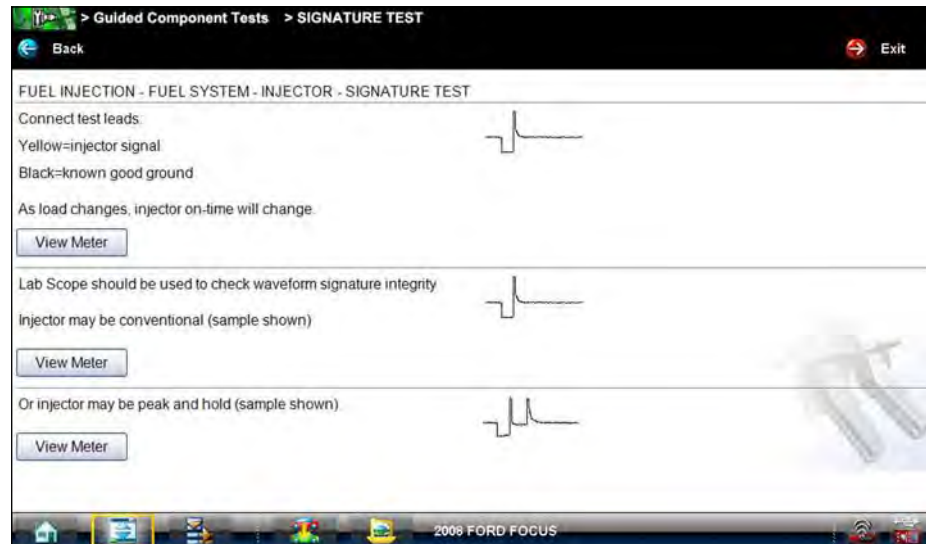 > Guided Component Tests > SIGNATURE TEST
Back
Exit
FUEL INJECTION - FUEL SYSTEM - INJECTOR - SIGNATURE TEST
Connect test leads:
Yellow=injector signal
Black=known good ground
As load changes, injector on-time will change.
View Meter
Lab Scope should be used to check waveform signature integrity
Injector may be conventional (sample shown)
View Meter
Or injector may be peak and hold (sample shown)
View Meter
2008 FORD FOCUS